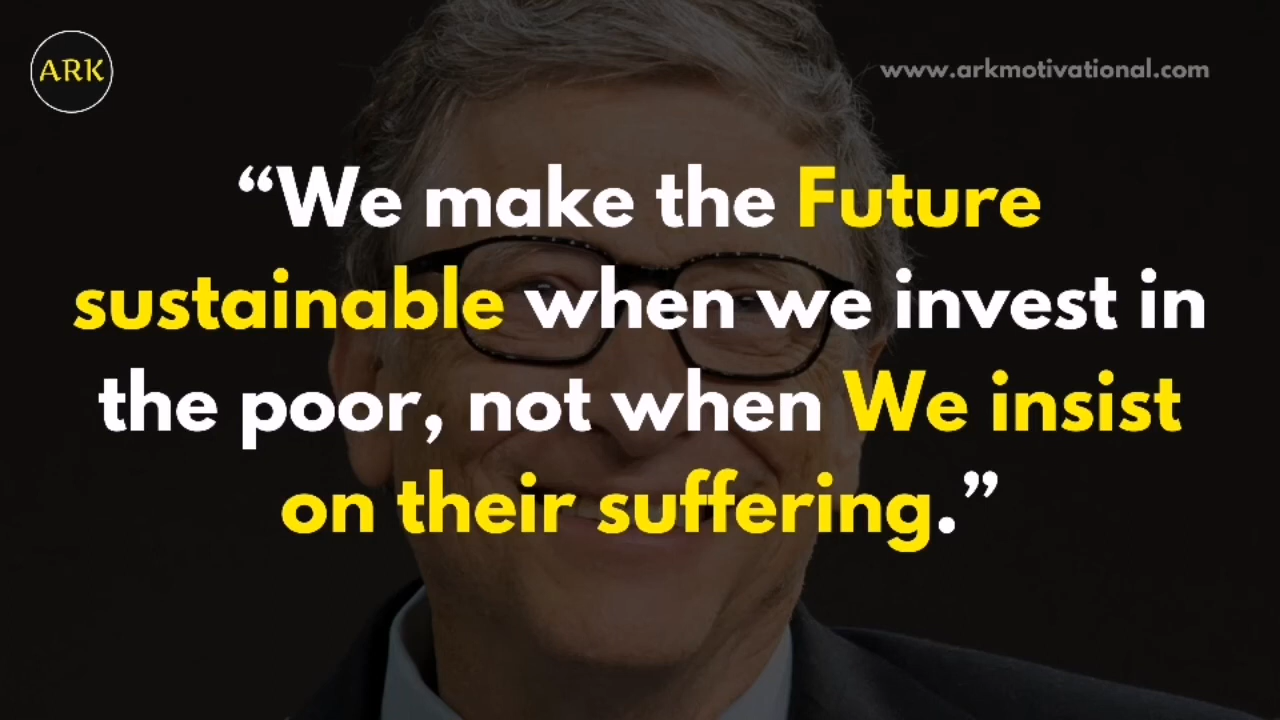 ARK
www.arkmotivational.com
“We make the Future
sustainable when we invest in
the poor, not when We insist
on their suffering.”